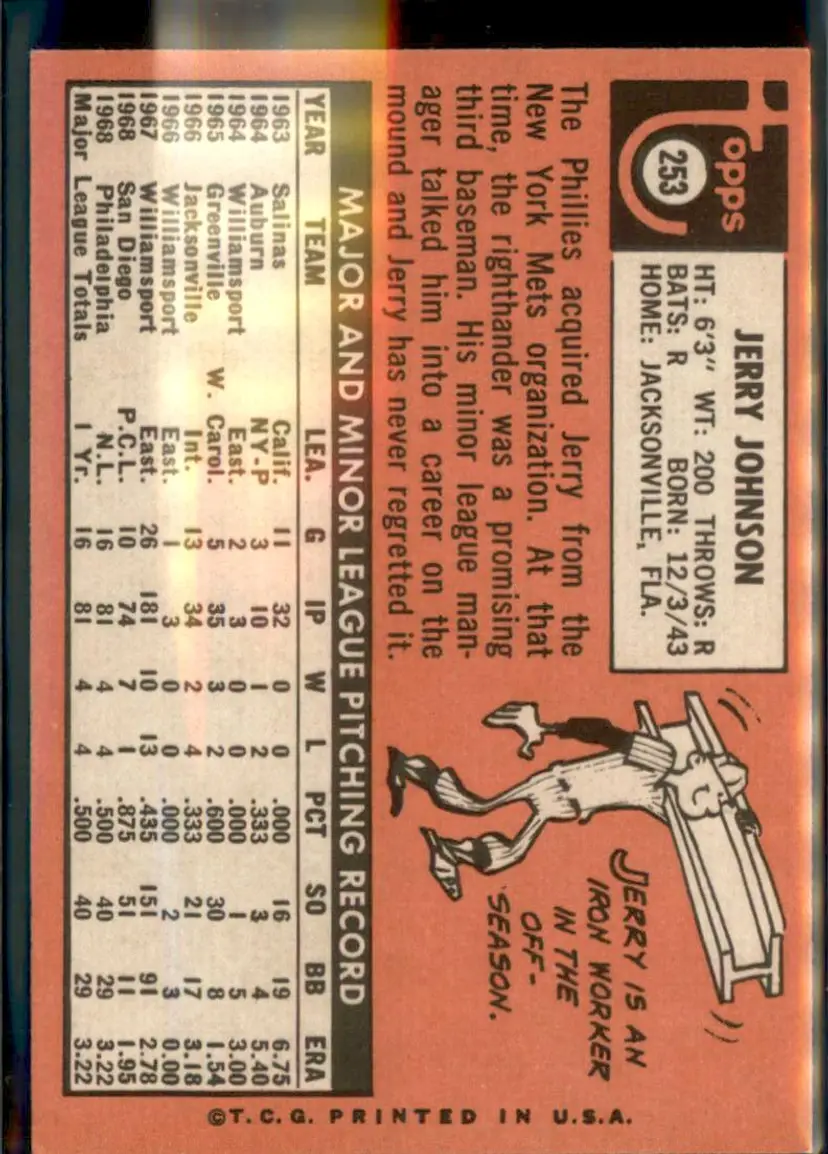 Topps
253
JERRY JOHNSON
HT: 6'3" WT: 200 THROWS: R
BATS: R BORN: 12/3/43
HOME: JACKSONVILLE, FLA.
The Phillies acquired Jerry from the
New York Mets organization. At that
time, the righthander was a promising
third baseman. His minor league man-
ager talked him into a career on the
mound and Jerry has never regretted it.
JERRY IS AN
IRON WORKER
IN THE
OFF-
SEASON.
MAJOR AND MINOR LEAGUE PITCHING RECORD
YEAR TEAM LEA. G IP W L PCT SO BB ERA
1963 Salinas Calif. 11 32 0 0 .000 16 19 6.75
1964 Auburn NY-P 3 10 1 2 .333 3 4 5.40
1964 Williamsport East. 2 3 0 0 .000 1 5 3.00
1965 Greenville W. Carol. 5 35 3 2 .600 30 8 1.54
1966 Jacksonville Int. 13 34 2 4 .333 21 17 3.18
1966 Williamsport East. 1 3 0 0 .000 2 3 0.00
1967 Williamsport East. 26 181 10 13 .435 151 91 2.78
1968 San Diego P.C.L. 10 74 7 1 .875 51 11 1.95
1968 Philadelphia N.L. 16 81 4 4 .500 40 29 3.22
Major League Totals 1 Yr. 16 81 4 4 .500 40 29 3.22
©T.C.G. PRINTED IN U.S.A.